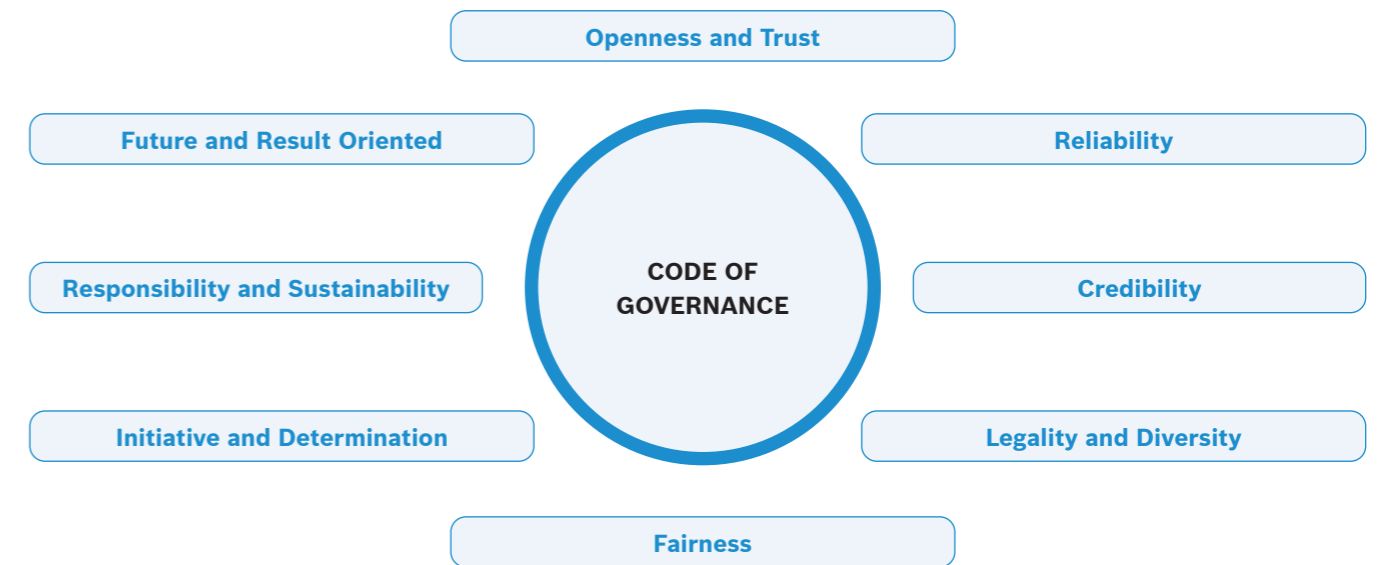 Openness and Trust
Future and Result Oriented
Reliability
CODE OF
GOVERNANCE
Responsibility and Sustainability
Credibility
Initiative and Determination
Legality and Diversity
Fairness